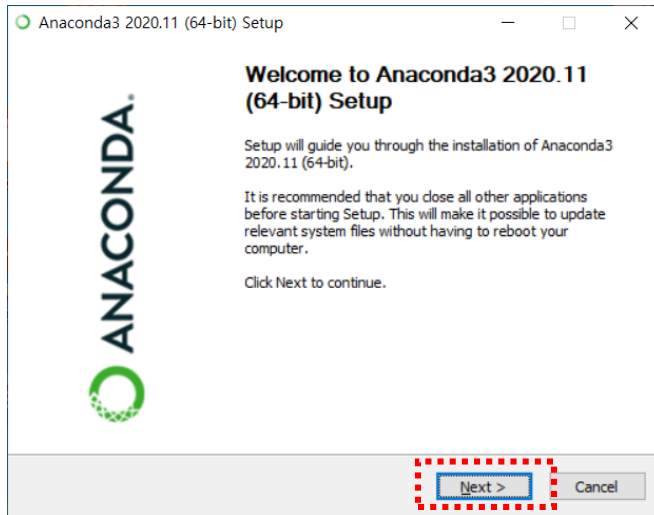 Anaconda3 2020.11 (64-bit) Setup
Welcome to Anaconda3 2020.11
(64-bit) Setup
Setup will guide you through the installation of Anaconda3
2020.11 (64-bit).
It is recommended that you close all other applications
before starting Setup. This will make it possible to update
relevant system files without having to reboot your
computer.
Click Next to continue.
ANACONDA.
Next >
Cancel